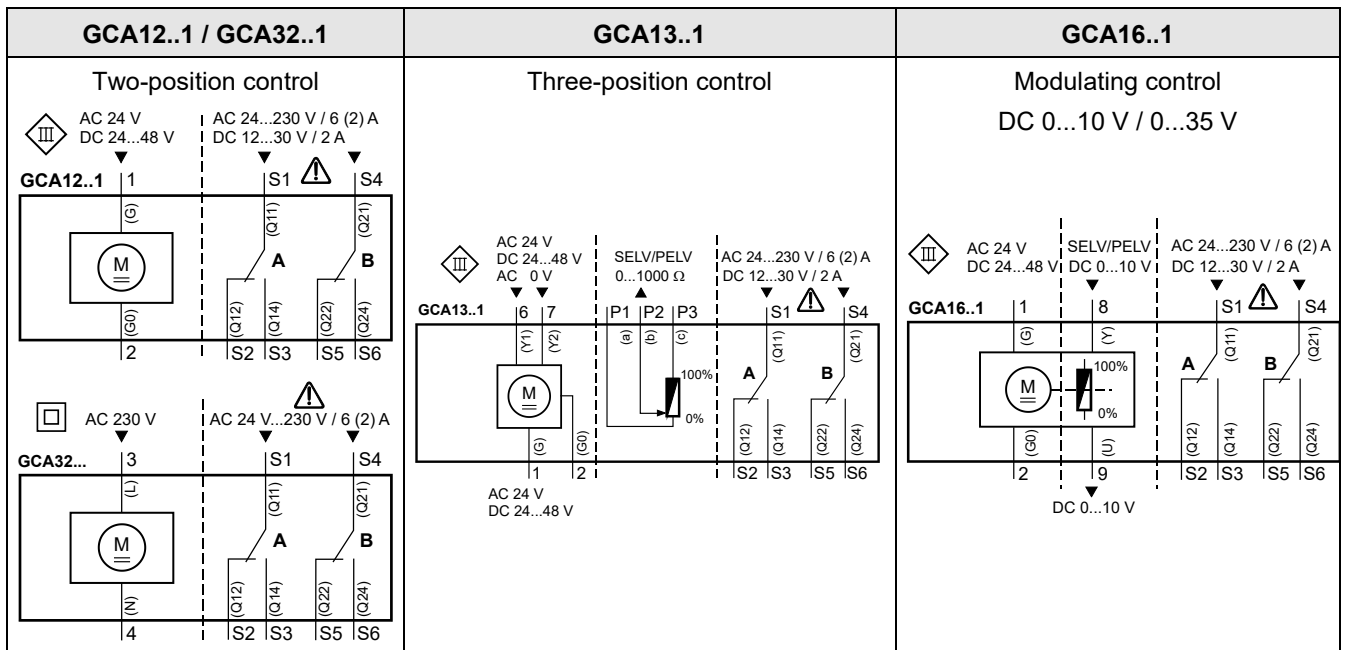 GCA12..1 / GCA32..1
Two-position control
AC 24 V
DC 24...48 V
AC 24...230 V / 6 (2) A
DC 12...30 V / 2 A
III
GCA12..1
1
S1
S4
(G)
(Q11)
(Q21)
M
A
B
(G0)
(Q12)
(Q14)
(Q22)
(Q24)
2
S2
S3
S5
S6
AC 230 V
AC 24 V...230 V / 6 (2) A
GCA32...
3
S1
S4
(L)
(Q11)
(Q21)
M
A
B
(N)
(Q12)
(Q14)
(Q22)
(Q24)
4
S2
S3
S5
S6
GCA13..1
Three-position control
III
AC 24 V
DC 24...48 V
AC 0 V
SELV/PELV
0...1000 Ω
AC 24...230 V / 6 (2) A
DC 12...30 V / 2 A
GCA13..1
6
7
P1
P2
P3
S1
S4
(Y1)
(Y2)
(a)
(b)
(c)
(Q11)
(Q21)
M
100%
0%
A
B
(G)
(G0)
(Q12)
(Q14)
(Q22)
(Q24)
1
2
S2
S3
S5
S6
AC 24 V
DC 24...48 V
GCA16..1
Modulating control
DC 0...10 V / 0...35 V
III
AC 24 V
DC 24...48 V
SELV/PELV
DC 0...10 V
AC 24...230 V / 6 (2) A
DC 12...30 V / 2 A
GCA16..1
1
8
S1
S4
(G)
(Y)
(Q11)
(Q21)
M
100%
0%
A
B
(G0)
(U)
(Q12)
(Q14)
(Q22)
(Q24)
2
9
S2
S3
S5
S6
DC 0...10 V